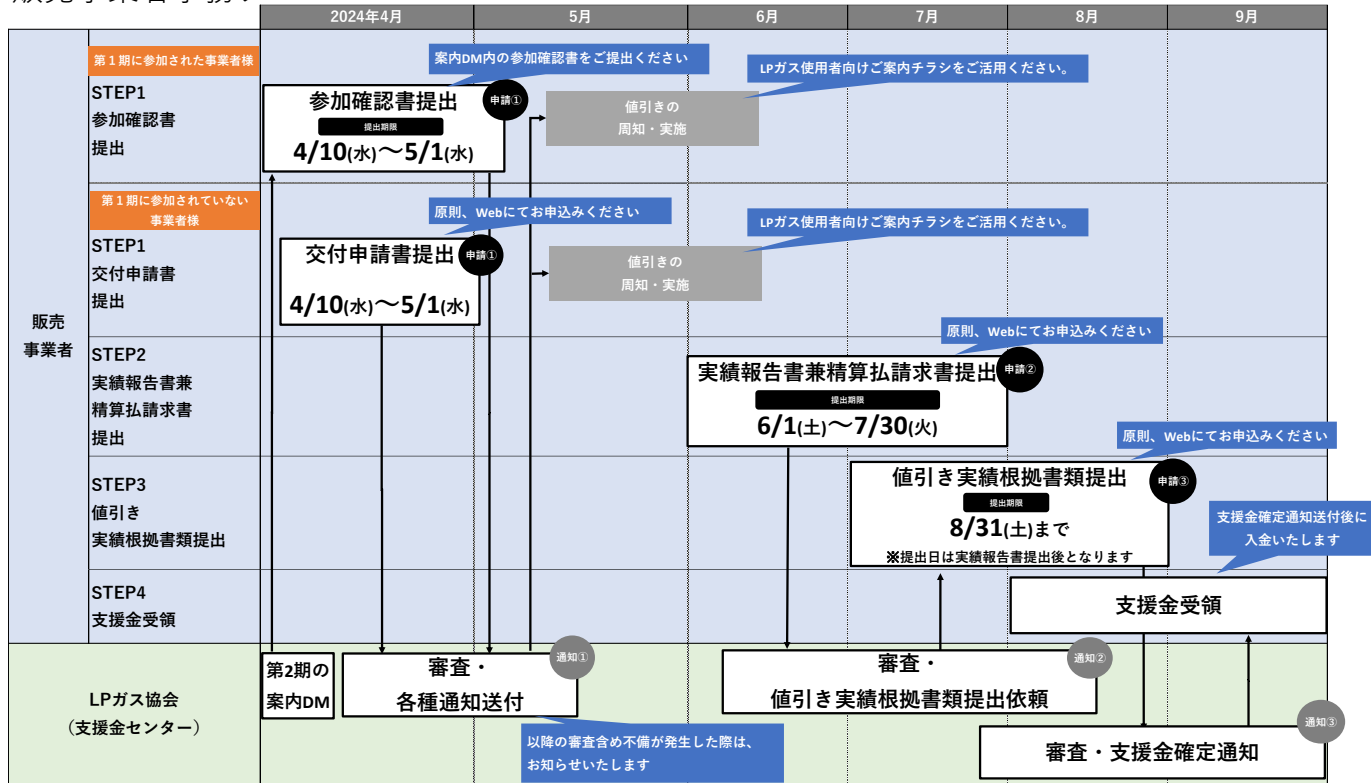 2024年4月
5月
6月
7月
8月
9月
販売
事業者
第１期に参加された事業者様
STEP1
参加確認書
提出
案内DM内の参加確認書をご提出ください
参加確認書提出
申請①
提出期限
4/10(水)～5/1(水)
LPガス使用者向けご案内チラシをご活用ください。
値引きの
周知・実施
第１期に参加されていない
事業者様
STEP1
交付申請書
提出
原則、Webにてお申込みください
交付申請書提出
申請①
4/10(水)～5/1(水)
LPガス使用者向けご案内チラシをご活用ください。
値引きの
周知・実施
STEP2
実績報告書兼
精算払請求書
提出
原則、Webにてお申込みください
実績報告書兼精算払請求書提出
申請②
提出期限
6/1(土)～7/30(火)
STEP3
値引き
実績根拠書類提出
原則、Webにてお申込みください
値引き実績根拠書類提出
申請③
提出期限
8/31(土)まで
※提出日は実績報告書提出後となります
支援金確定通知送付後に
入金いたします
STEP4
支援金受領
支援金受領
LPガス協会
（支援金センター）
第2期の
案内DM
審査・
各種通知送付
通知①
以降の審査含め不備が発生した際は、
お知らせいたします
審査・
値引き実績根拠書類提出依頼
通知②
審査・支援金確定通知
通知③